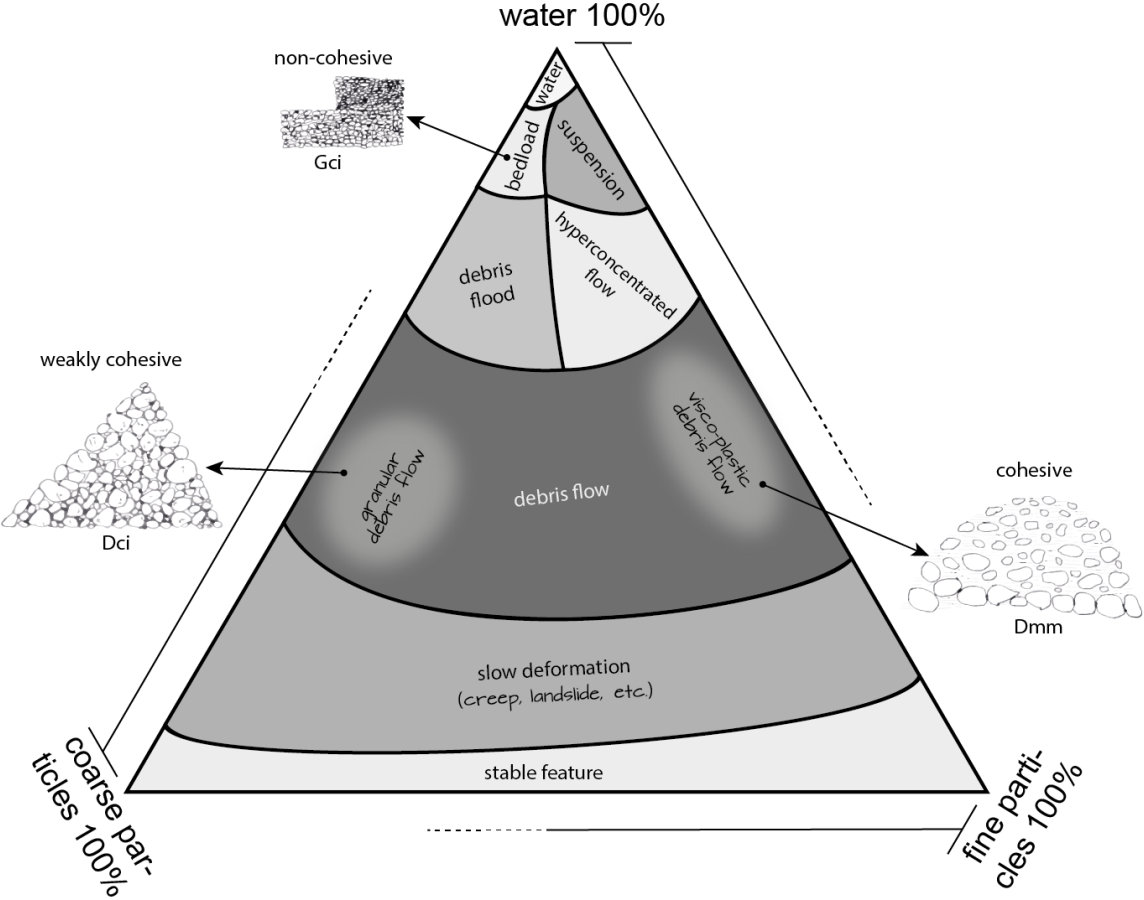 water 100%
non-cohesive
Gci
water
bedload
suspension
debris
flood
hyperconcentrated
flow
weakly cohesive
Dci
granular
debris flow
debris flow
visco-plastic
debris flow
cohesive
Dmm
slow deformation
(creep, landslide, etc.)
stable feature
coarse par-
ticles 100%
fine parti-
cles 100%